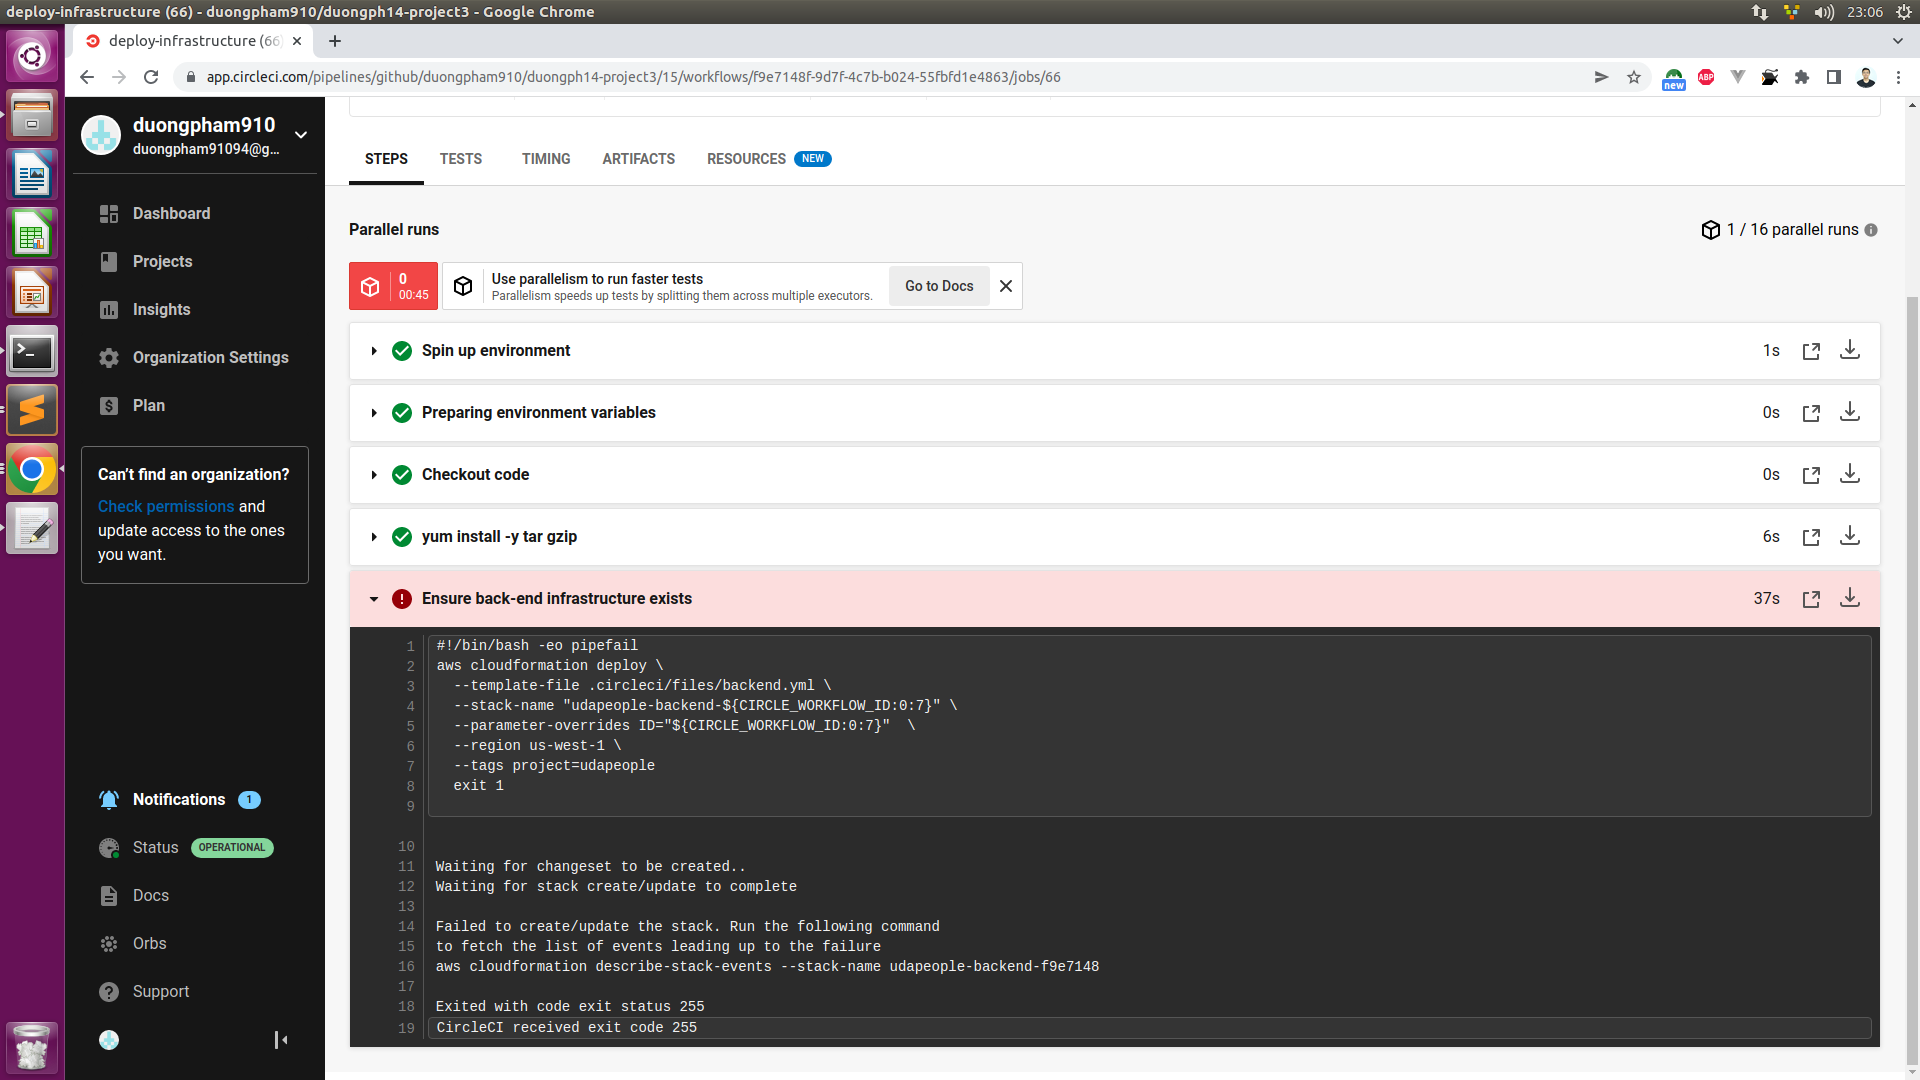 deploy-infrastructure (66) - duongpham910/duongph14-project3 - Google Chrome
23:06
deploy-infrastructure (66)
app.circleci.com/pipelines/github/duongpham910/duongph14-project3/15/workflows/f9e7148f-9d7f-4c7b-b024-55fbfd1e4863/jobs/66
new
ABP
duongpham910
duongpham91094@g...
Dashboard
Projects
Insights
Organization Settings
Plan
Can't find an organization?
Check permissions and
update access to the ones
you want.
Notifications 1
Status OPERATIONAL
Docs
Orbs
Support
STEPS TESTS TIMING ARTIFACTS RESOURCES NEW
Parallel runs
1 / 16 parallel runs
0
00:45
Use parallelism to run faster tests
Parallelism speeds up tests by splitting them across multiple executors.
Go to Docs
Spin up environment 1s
Preparing environment variables 0s
Checkout code 0s
yum install -y tar gzip 6s
Ensure back-end infrastructure exists 37s
1 #!/bin/bash -eo pipefail
2 aws cloudformation deploy \
3 --template-file .circleci/files/backend.yml \
4 --stack-name "udapeople-backend-${CIRCLE_WORKFLOW_ID:0:7}" \
5 --parameter-overrides ID="${CIRCLE_WORKFLOW_ID:0:7}"  \
6 --region us-west-1 \
7 --tags project=udapeople
8 exit 1
9
10
11 Waiting for changeset to be created..
12 Waiting for stack create/update to complete
13
14 Failed to create/update the stack. Run the following command
15 to fetch the list of events leading up to the failure
16 aws cloudformation describe-stack-events --stack-name udapeople-backend-f9e7148
17
18 Exited with code exit status 255
19 CircleCI received exit code 255